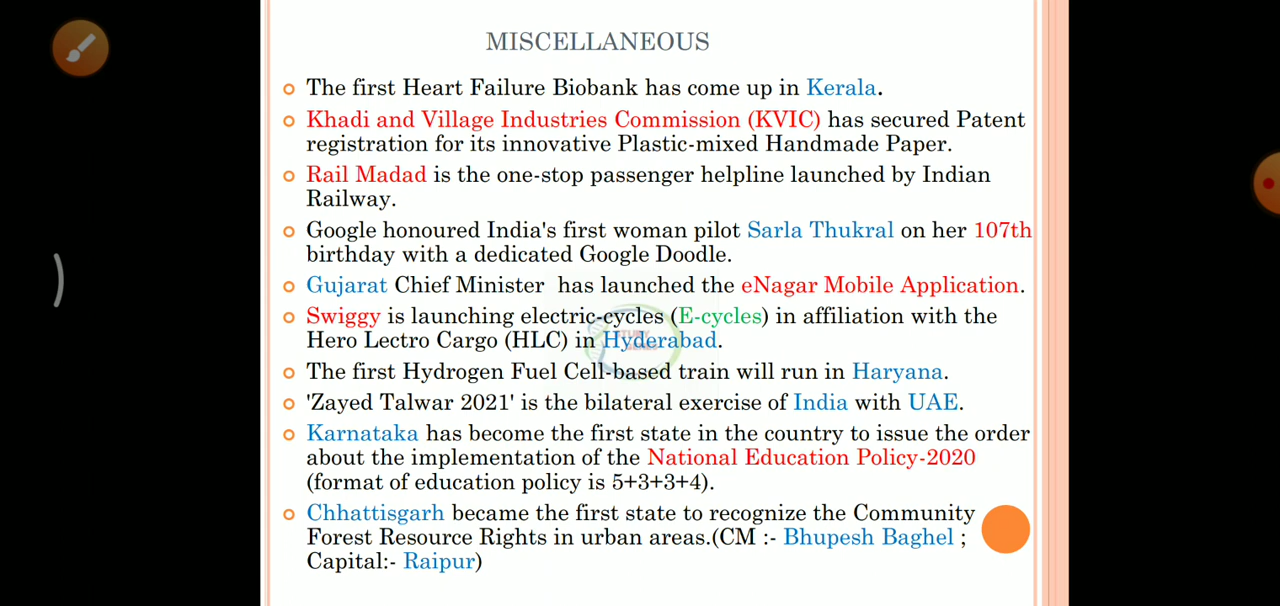 MISCELLANEOUS
The first Heart Failure Biobank has come up in Kerala.
Khadi and Village Industries Commission (KVIC) has secured Patent
registration for its innovative Plastic-mixed Handmade Paper.
Rail Madad is the one-stop passenger helpline launched by Indian
Railway.
Google honoured India's first woman pilot Sarla Thukral on her 107th
birthday with a dedicated Google Doodle.
Gujarat Chief Minister has launched the eNagar Mobile Application.
Swiggy is launching electric-cycles (E-cycles) in affiliation with the
Hero Lectro Cargo (HLC) in Hyderabad.
The first Hydrogen Fuel Cell-based train will run in Haryana.
'Zayed Talwar 2021' is the bilateral exercise of India with UAE.
Karnataka has become the first state in the country to issue the order
about the implementation of the National Education Policy-2020
(format of education policy is 5+3+3+4).
Chhattisgarh became the first state to recognize the Community
Forest Resource Rights in urban areas.(CM :- Bhupesh Baghel ;
Capital:- Raipur)